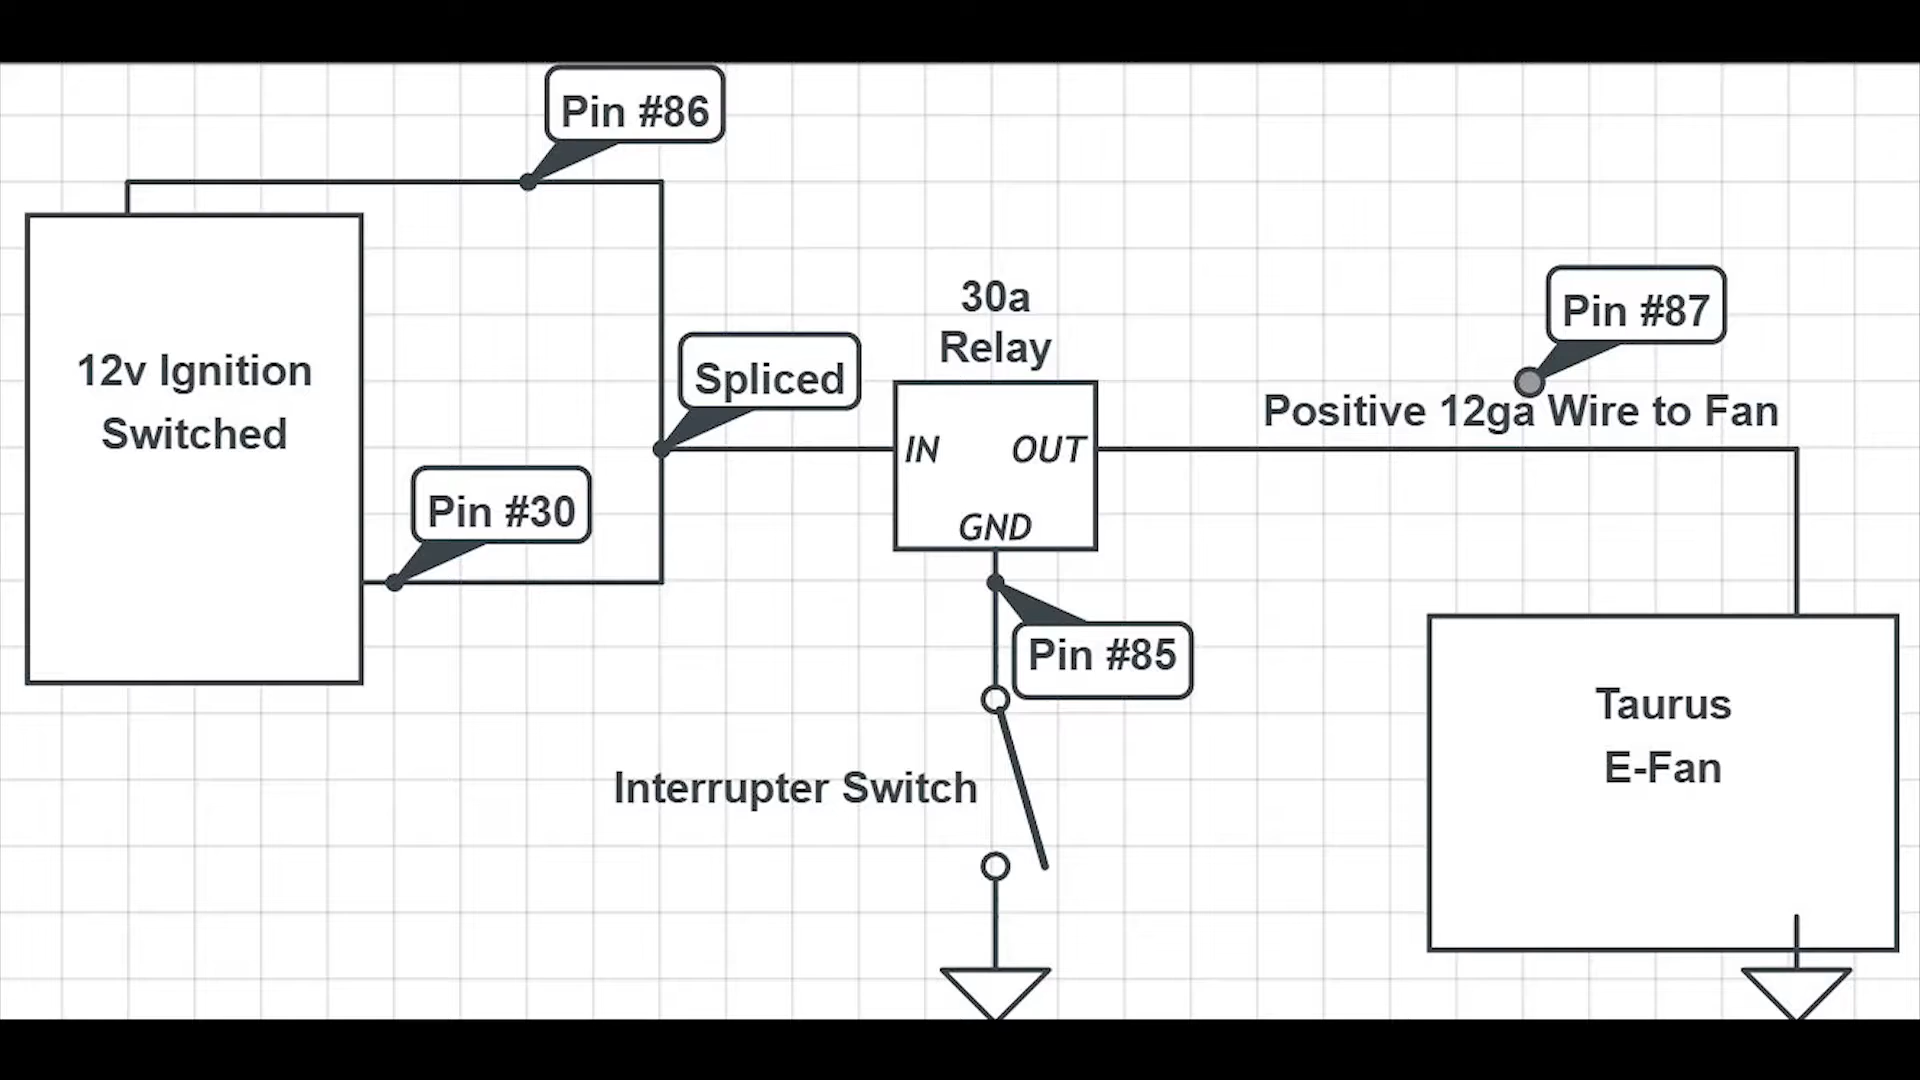 Pin #86
12v Ignition
Switched
Pin #30
Spliced
30a
Relay
IN
OUT
GND
Pin #87
Positive 12ga Wire to Fan
Pin #85
Interrupter Switch
Taurus
E-Fan